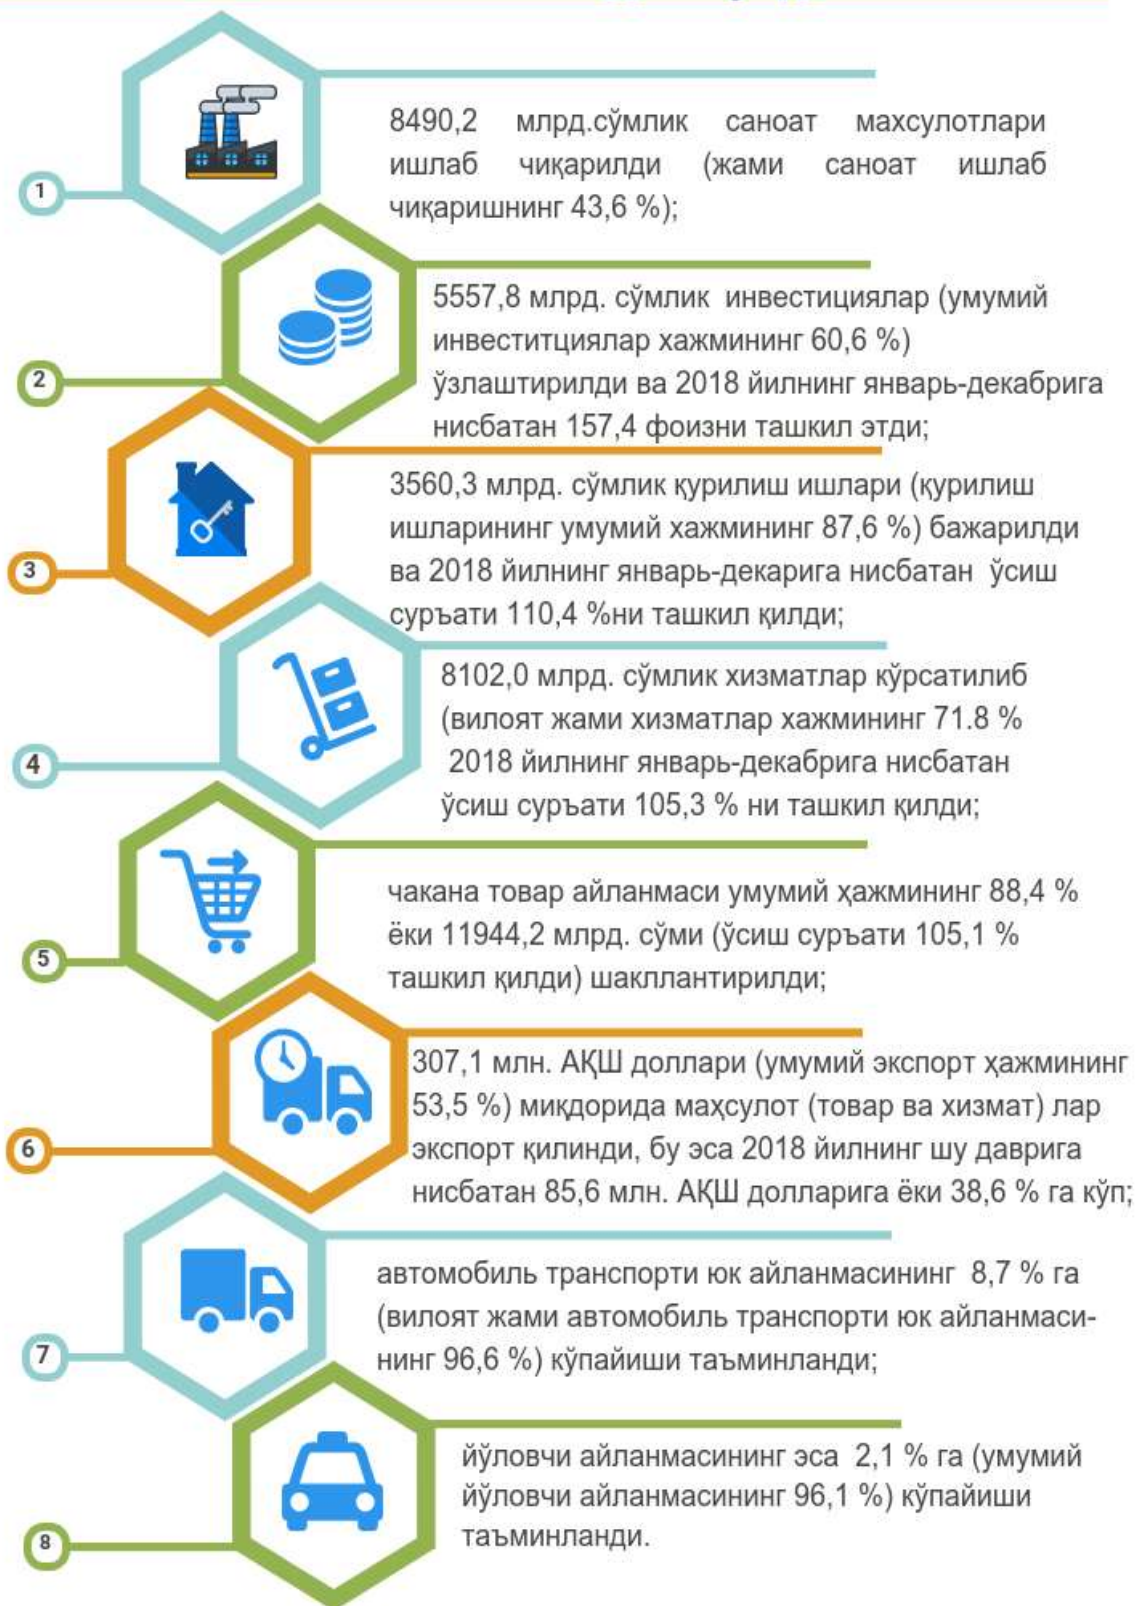 1
8490,2 млрд.сўмлик саноат махсулотлари
ишлаб чиқарилди (жами саноат ишлаб
чиқаришнинг 43,6 %);
2
5557,8 млрд. сўмлик инвестициялар (умумий
инвеститциялар хажмининг 60,6 %)
ўзлаштирилди ва 2018 йилнинг январь-декабрига
нисбатан 157,4 фоизни ташкил этди;
3
3560,3 млрд. сўмлик қурилиш ишлари (қурилиш
ишларининг умумий хажмининг 87,6 %) бажарилди
ва 2018 йилнинг январь-декарига нисбатан ўсиш
суръати 110,4 %ни ташкил қилди;
4
8102,0 млрд. сўмлик хизматлар кўрсатилиб
(вилоят жами хизматлар хажмининг 71.8 %
2018 йилнинг январь-декабрига нисбатан
ўсиш суръати 105,3 % ни ташкил қилди;
5
чакана товар айланмаси умумий ҳажмининг 88,4 %
ёки 11944,2 млрд. сўми (ўсиш суръати 105,1 %
ташкил қилди) шакллантирилди;
6
307,1 млн. АҚШ доллари (умумий экспорт ҳажмининг
53,5 %) миқдорида маҳсулот (товар ва хизмат) лар
экспорт қилинди, бу эса 2018 йилнинг шу даврига
нисбатан 85,6 млн. АҚШ долларига ёки 38,6 % га кўп;
7
автомобиль транспорти юк айланмасининг 8,7 % га
(вилоят жами автомобиль транспорти юк айланмаси-
нинг 96,6 %) кўпайиши таъминланди;
8
йўловчи айланмасининг эса 2,1 % га (умумий
йўловчи айланмасининг 96,1 %) кўпайиши
таъминланди.